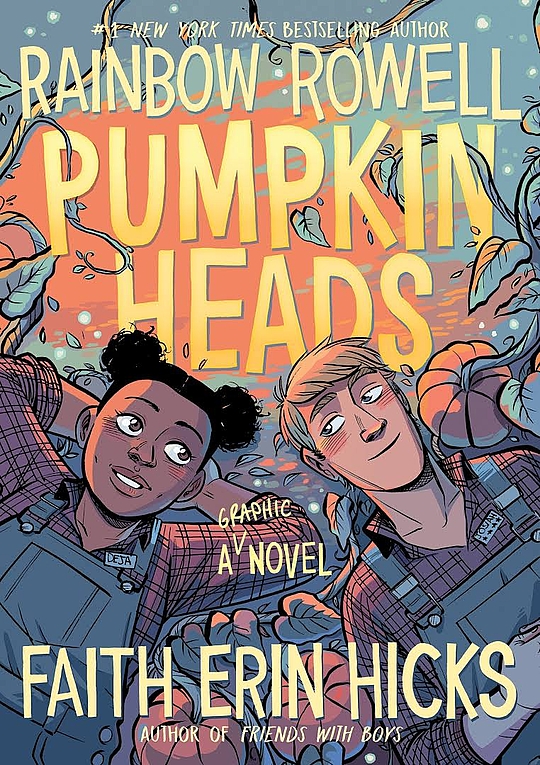 #1 NEW YORK TIMES BESTSELLING AUTHOR
RAINBOW ROWELL
PUMPKIN
HEADS
GRAPHIC
A NOVEL
DEJA
JOSIAH
FAITH ERIN HICKS
AUTHOR OF FRIENDS WITH BOYS